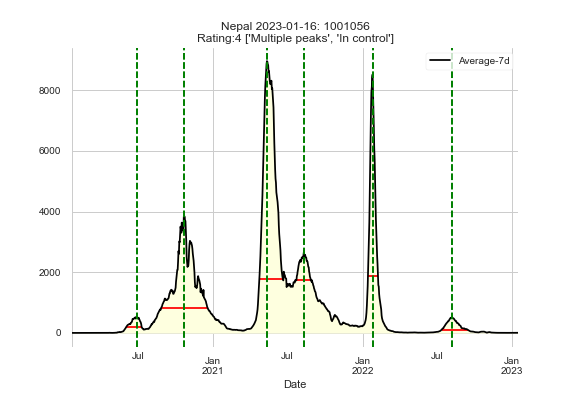 Nepal 2023-01-16: 1001056
Rating:4 ['Multiple peaks', 'In control']
Average-7d
8000
6000
4000
2000
0
Jul
Jan
2021
Jul
Jan
2022
Jul
Jan
2023
Date